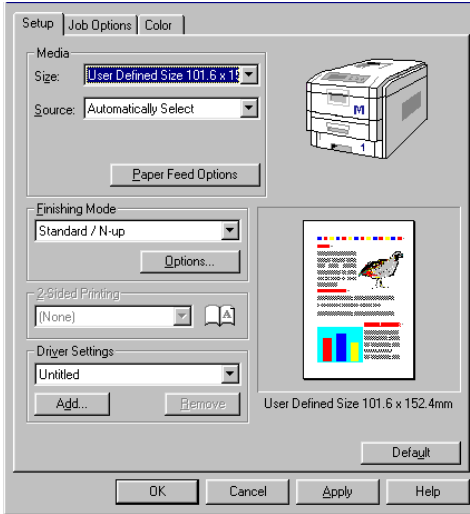 Setup
Job Options
Color
Media
Size:
User Defined Size 101.6 x 15
Source:
Automatically Select
M
1
Paper Feed Options
Finishing Mode
Standard / N-up
Options...
2-Sided Printing
(None)
A
Driver Settings
Untitled
Add...
Remove
User Defined Size 101.6 x 152.4mm
Default
OK
Cancel
Apply
Help